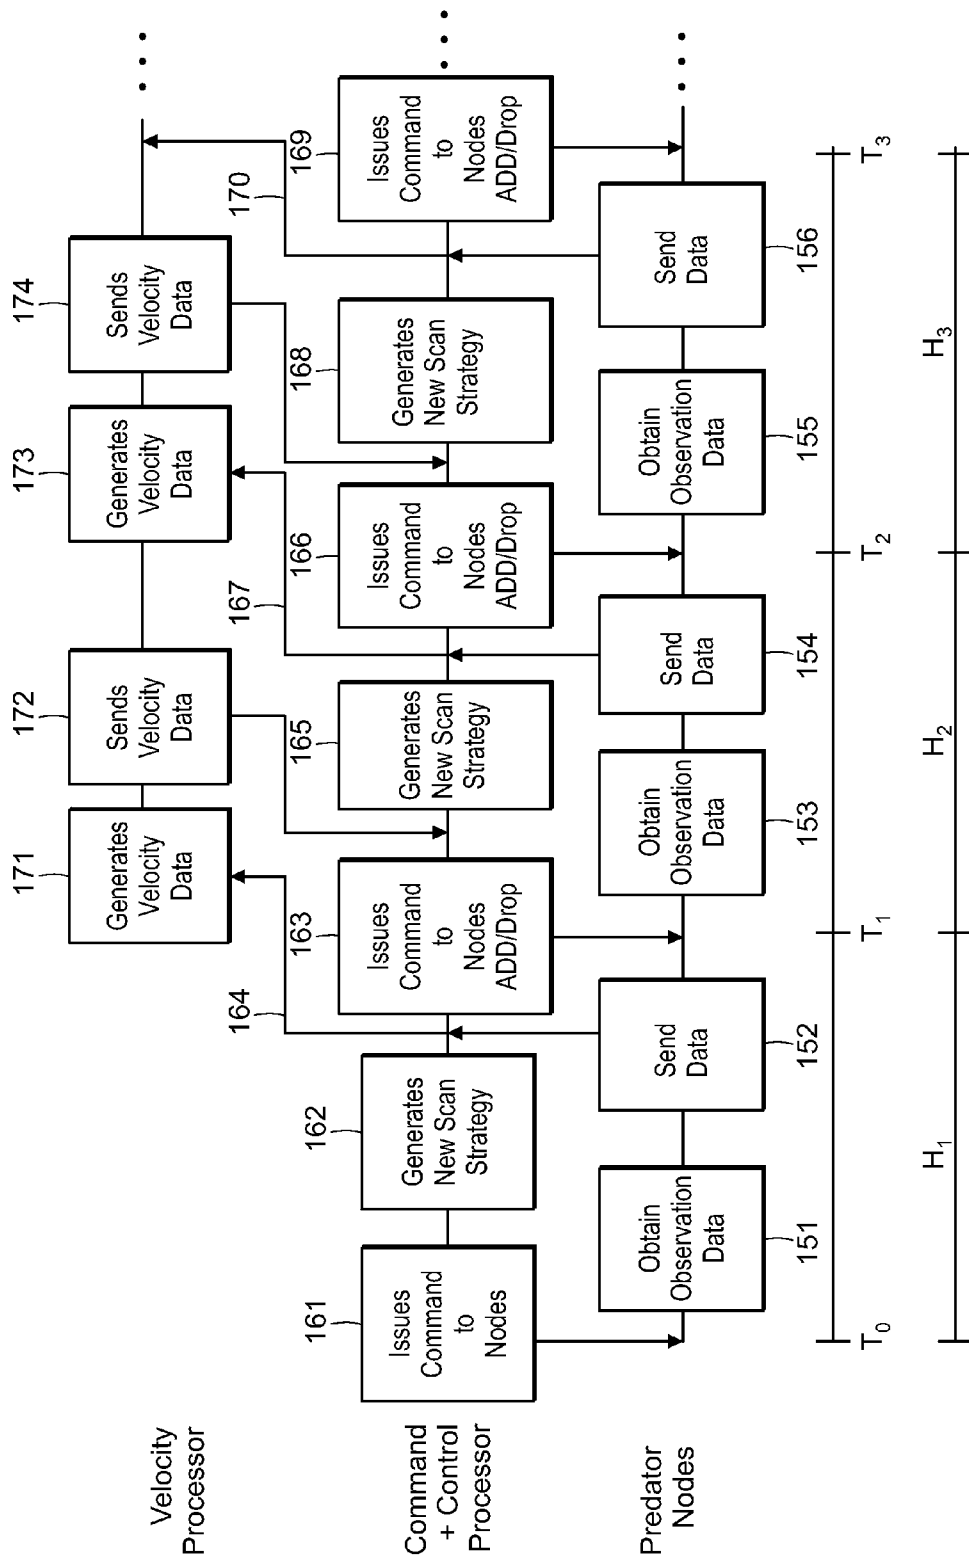 Velocity
Processor
171
Generates
Velocity
Data
172
Sends
Velocity
Data
173
Generates
Velocity
Data
174
Sends
Velocity
Data
Command
+ Control
Processor
161
Issues
Command
to
Nodes
162
Generates
New Scan
Strategy
164
163
Issues
Command
to
Nodes
ADD/Drop
165
Generates
New Scan
Strategy
167
166
Issues
Command
to
Nodes
ADD/Drop
168
Generates
New Scan
Strategy
170
169
Issues
Command
to
Nodes
ADD/Drop
Predator
Nodes
Obtain
Observation
Data
151
Send
Data
152
Obtain
Observation
Data
153
Send
Data
154
Obtain
Observation
Data
155
Send
Data
156
T0
T1
T2
T3
H1
H2
H3